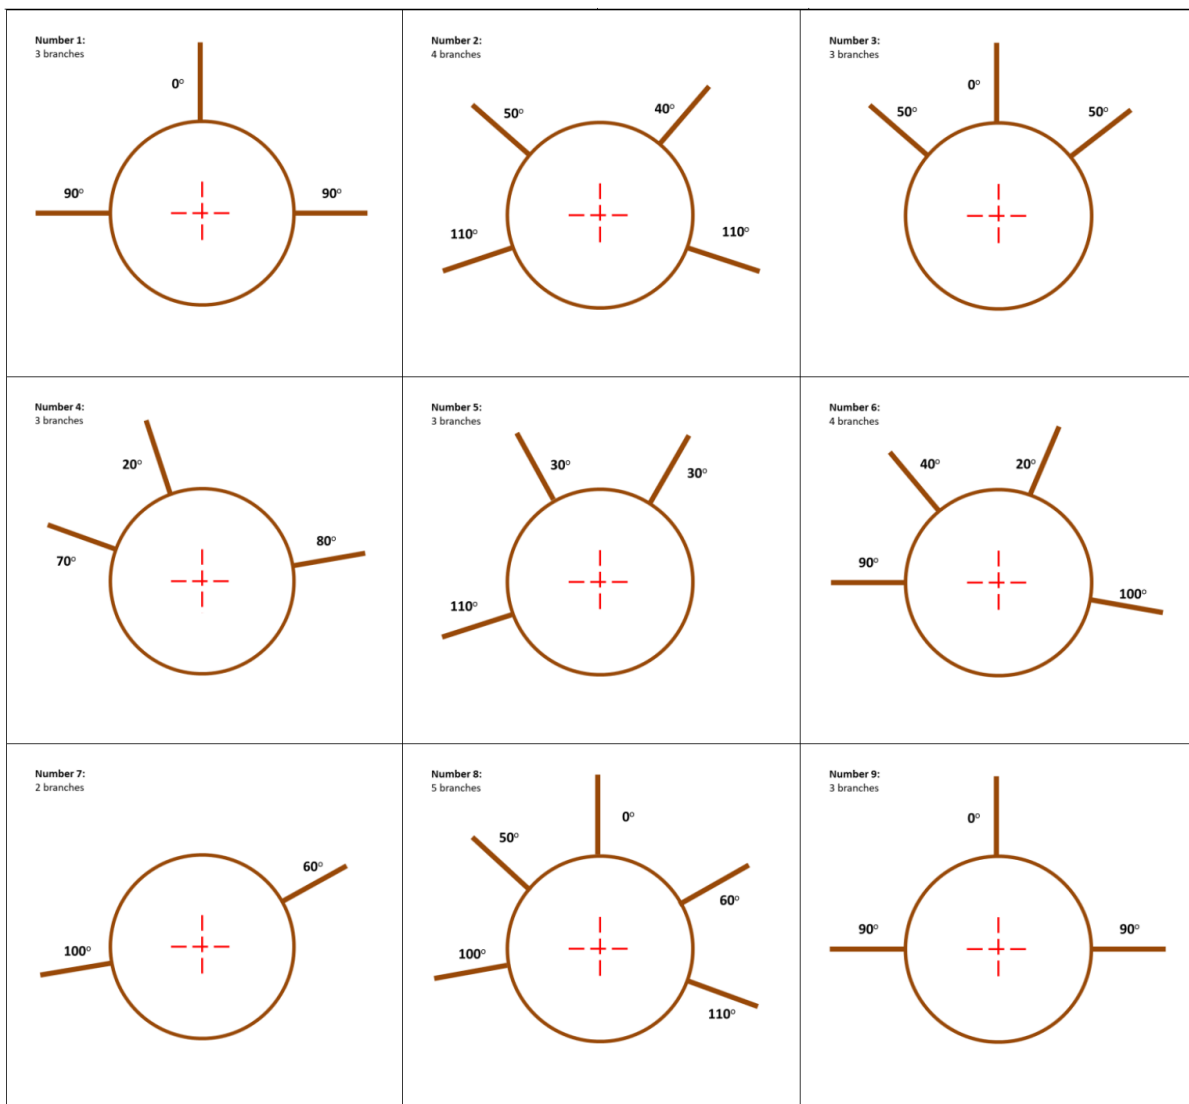 Number 1:
3 branches
0°
90°
90°
Number 2:
4 branches
50°
40°
110°
110°
Number 3:
3 branches
0°
50°
50°
Number 4:
3 branches
20°
70°
80°
Number 5:
3 branches
30°
30°
110°
Number 6:
4 branches
40°
20°
90°
100°
Number 7:
2 branches
60°
100°
Number 8:
5 branches
0°
50°
60°
100°
110°
Number 9:
3 branches
0°
90°
90°